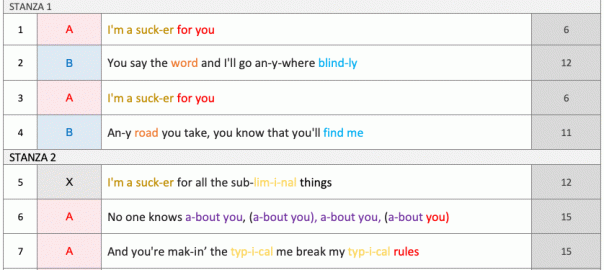 STANZA 1
1 A I'm a suck-er for you 6
2 B You say the word and I'll go an-y-where blind-ly 12
3 A I'm a suck-er for you 6
4 B An-y road you take, you know that you'll find me 11
STANZA 2
5 X I'm a suck-er for all the sub-lim-i-nal things 12
6 A No one knows a-bout you, (a-bout you), a-bout you, (a-bout you) 15
7 A And you're mak-in’ the typ-i-cal me break my typ-i-cal rules 15